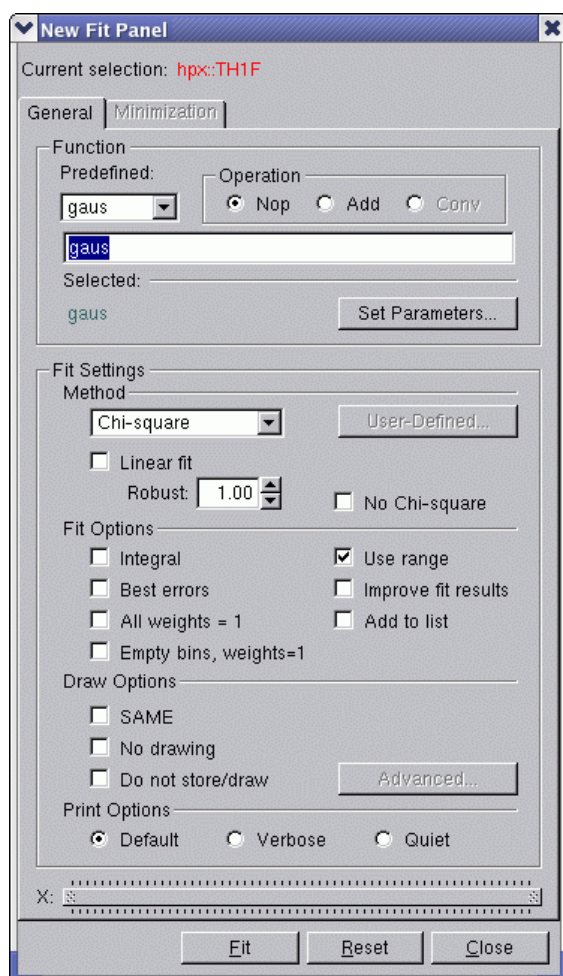 New Fit Panel
Current selection: hpx::TH1F
General Minimization
Function
Predefined: Operation
gaus Nop Add Conv
gaus
Selected:
gaus Set Parameters...
Fit Settings
Method
Chi-square User-Defined...
Linear fit
Robust: 1.00 No Chi-square
Fit Options
Integral Use range
Best errors Improve fit results
All weights = 1 Add to list
Empty bins, weights=1
Draw Options
SAME
No drawing
Do not store/draw Advanced...
Print Options
Default Verbose Quiet
X:
Fit Reset Close